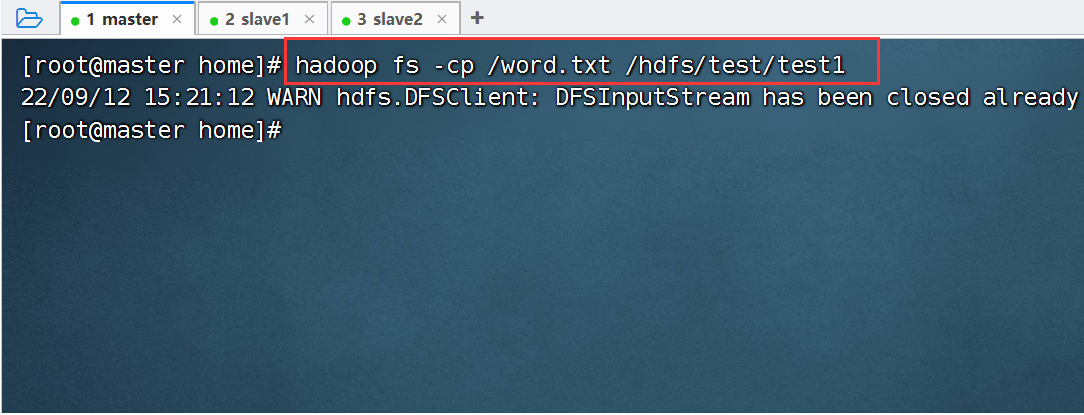 1 master × 2 slave1 × 3 slave2 × +
[root@master home]# hadoop fs -cp /word.txt /hdfs/test/test1
22/09/12 15:21:12 WARN hdfs.DFSClient: DFSInputStream has been closed already
[root@master home]#